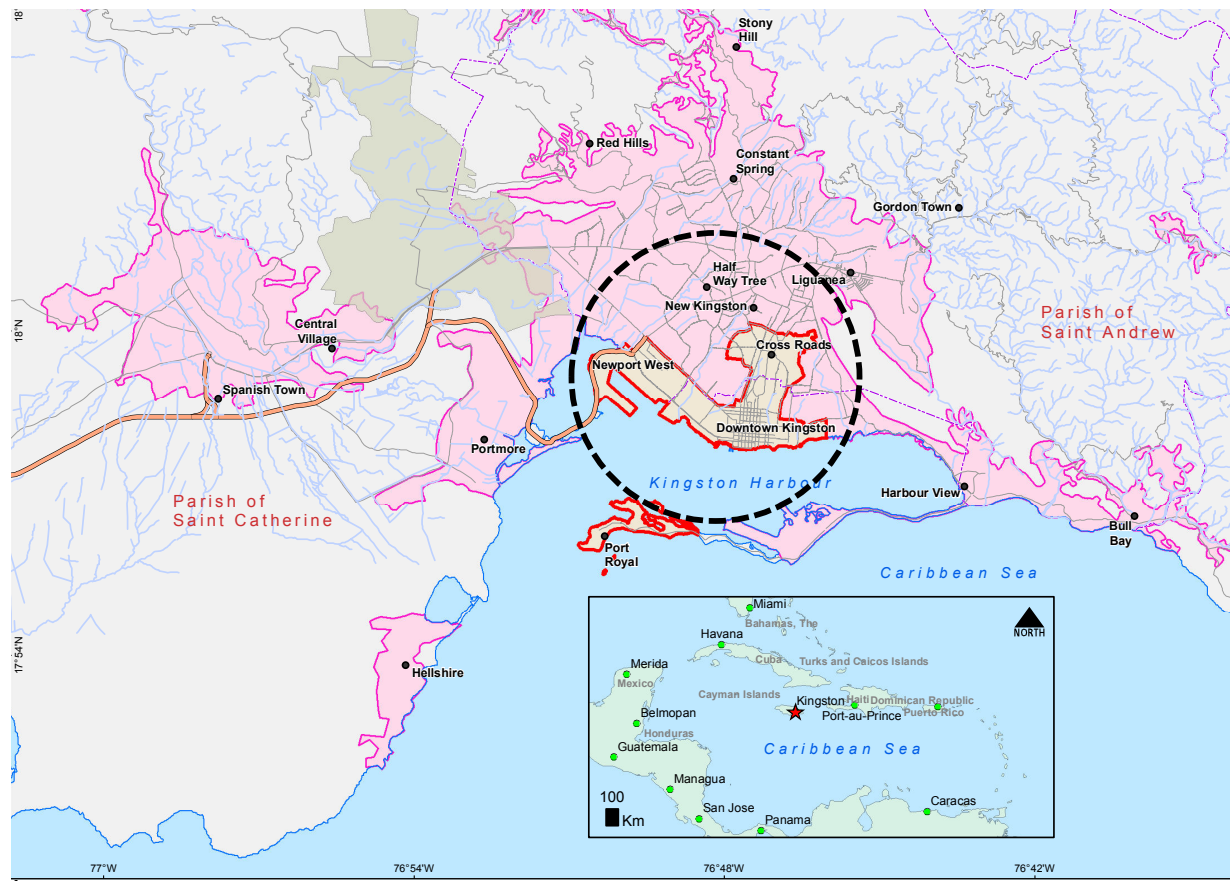 18°
Stony
Hill
Red Hills
Constant
Spring
Gordon Town
Half
Way Tree
Liguanea
New Kingston
Parish of
Saint Andrew
18°N
Central
Village
Cross Roads
Newport West
Spanish Town
Downtown Kingston
Portmore
Kingston Harbour
Harbour View
Parish of
Saint Catherine
Bull
Bay
Port
Royal
Caribbean Sea
17°54'N
Hellshire
Miami
Bahamas, The
NORTH
Havana
Cuba
Turks and Caicos Islands
Merida
Mexico
Cayman Islands
Kingston
Haiti
Dominican Republic
Port-au-Prince
Puerto Rico
Belmopan
Honduras
Guatemala
Caribbean Sea
Managua
100
Km
San Jose
Caracas
Panama
77°W
76°54'W
76°48'W
76°42'W